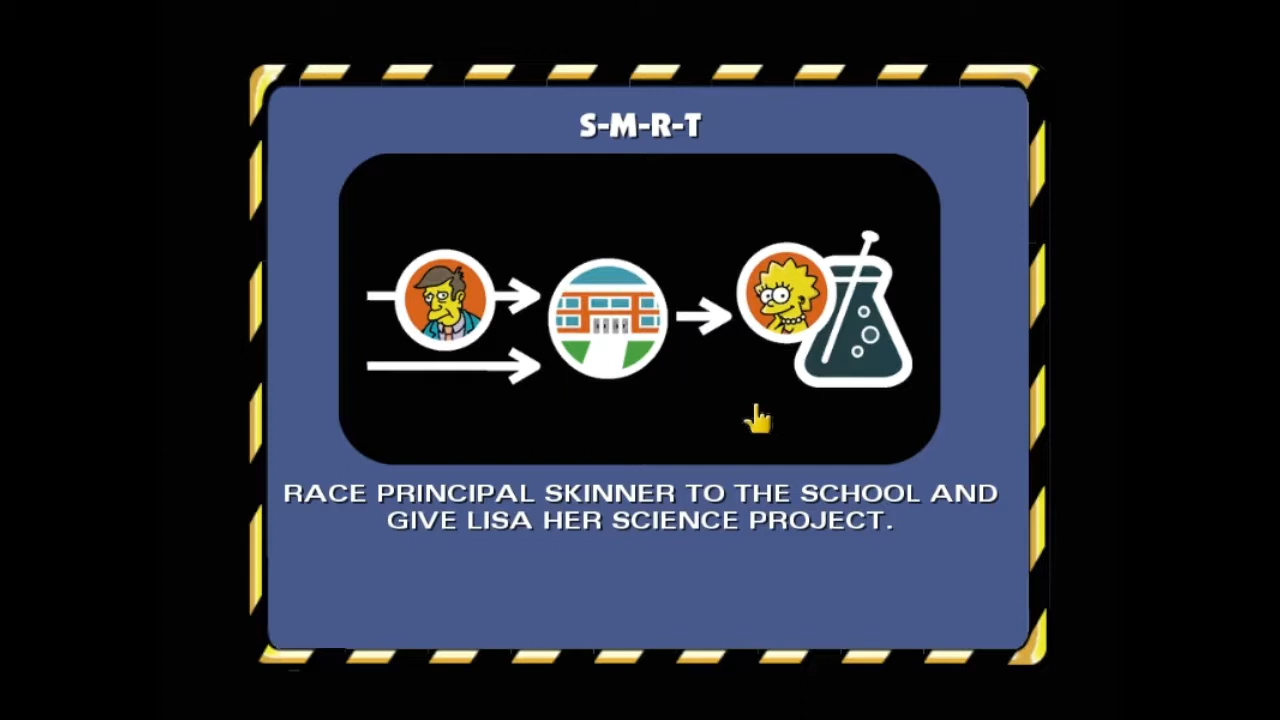 S-M-R-T
RACE PRINCIPAL SKINNER TO THE SCHOOL AND
GIVE LISA HER SCIENCE PROJECT.